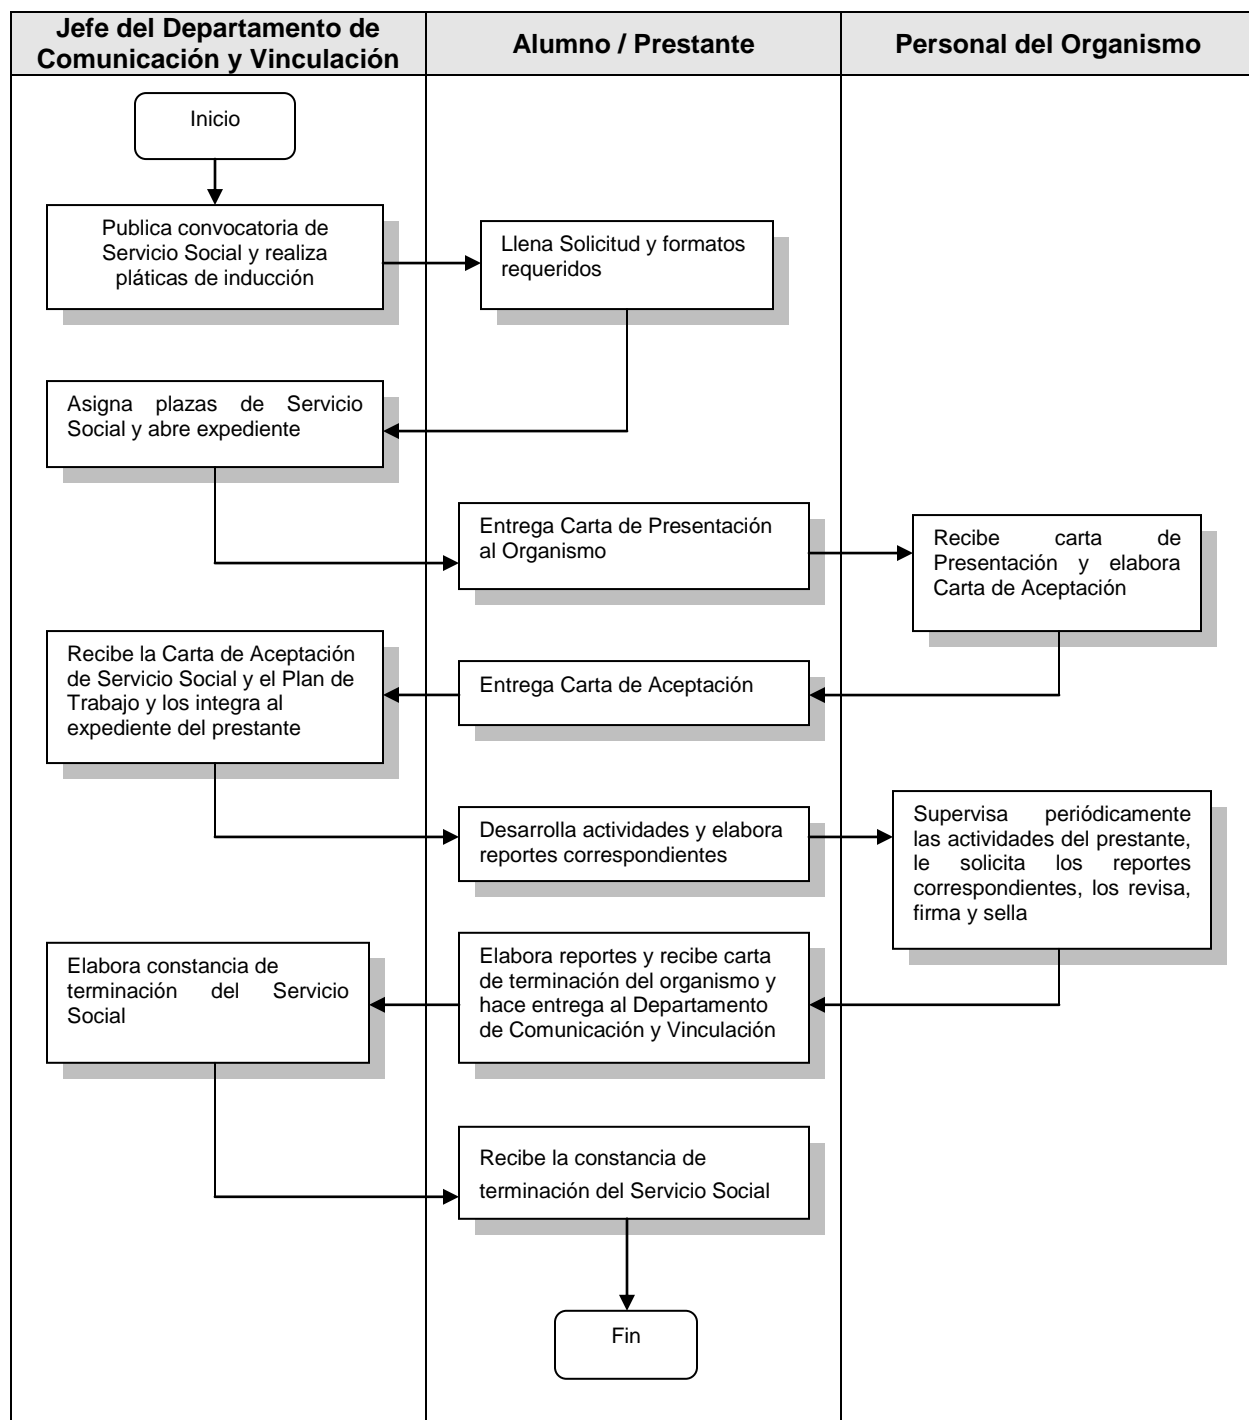 Jefe del Departamento de
Comunicación y Vinculación
Alumno / Prestante
Personal del Organismo
Inicio
Publica convocatoria de
Servicio Social y realiza
pláticas de inducción
Llena Solicitud y formatos
requeridos
Asigna plazas de Servicio
Social y abre expediente
Entrega Carta de Presentación
al Organismo
Recibe carta de
Presentación y elabora
Carta de Aceptación
Entrega Carta de Aceptación
Recibe la Carta de Aceptación
de Servicio Social y el Plan de
Trabajo y los integra al
expediente del prestante
Desarrolla actividades y elabora
reportes correspondientes
Supervisa periódicamente
las actividades del prestante,
le solicita los reportes
correspondientes, los revisa,
firma y sella
Elabora reportes y recibe carta
de terminación del organismo y
hace entrega al Departamento
de Comunicación y Vinculación
Elabora constancia de
terminación del Servicio
Social
Recibe la constancia de
terminación del Servicio Social
Fin